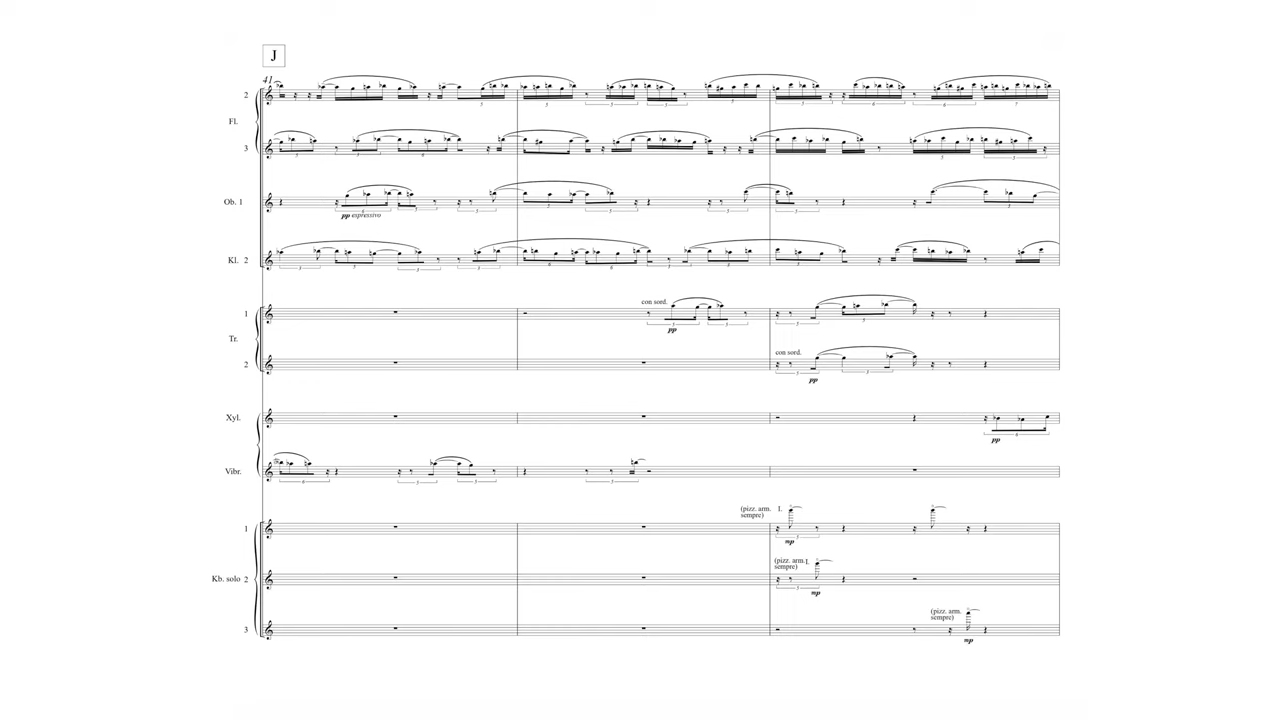 J
41
2
Fl.
3
Ob. 1
pp espressivo
Kl. 2
con sord.
1
pp
Tr.
con sord.
2
pp
Xyl.
pp
Vibr.
(pizz. arm. I.
sempre)
1
mp
(pizz. arm. I.
sempre)
Kb. solo 2
mp
(pizz. arm.
sempre)
3
mp